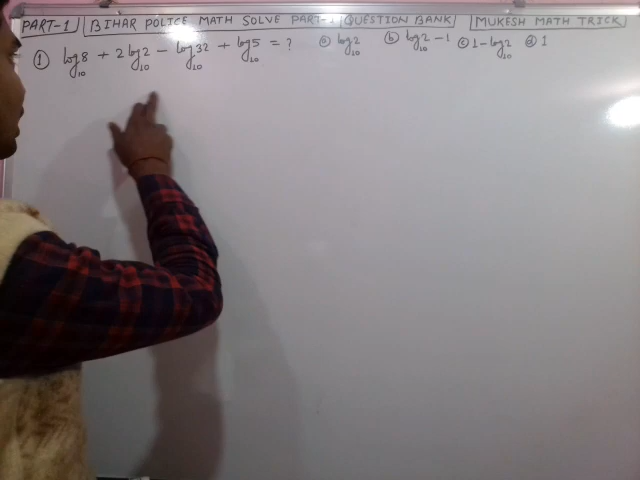 PART-1 BIHAR POLICE MATH SOLVE PART-1 QUESTION BANK MUKESH MATH TRICK
① log₁₀8 + 2log₁₀2 - log₁₀32 + log₁₀5 = ? ⓐ log₁₀2 ⓑ log₁₀2 - 1 ⓒ 1 - log₁₀2 ⓓ 1